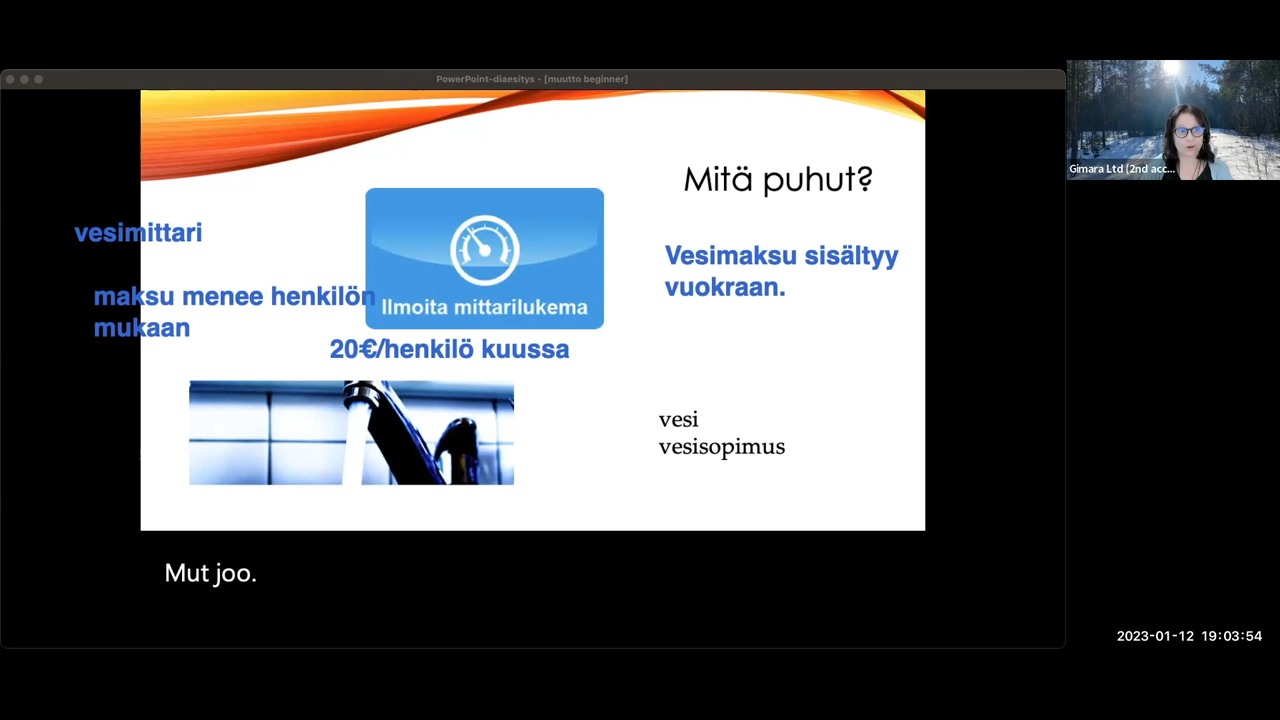 PowerPoint-diaesitys - [muutto beginner]
Gimara Ltd (2nd acc...
Mitä puhut?
vesimittari
Vesimaksu sisältyy
vuokraan.
maksu menee henkilön
mukaan
Ilmoita mittarilukema
20€/henkilö kuussa
vesi
vesisopimus
Mut joo.
2023-01-12 19:03:54